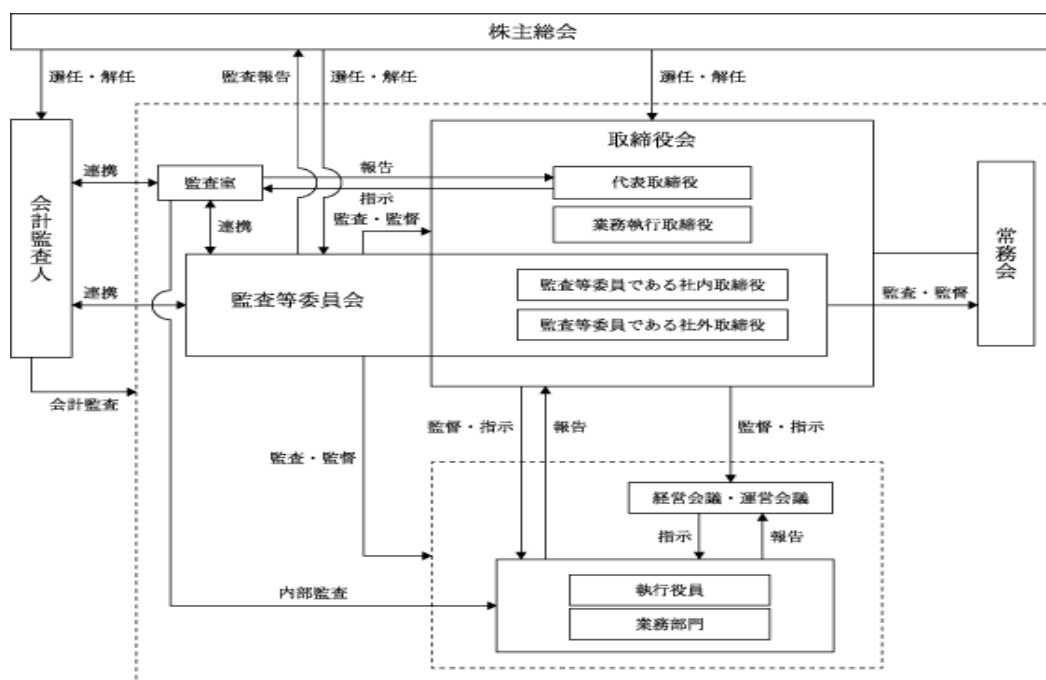 株主総会
選任・解任
監査報告
選任・解任
選任・解任
取締役会
連携
監査室
報告
指示
代表取締役
業務執行取締役
会計監査人
連携
監査・監督
常務会
連携
監査等委員会
監査等委員である社内取締役
監査等委員である社外取締役
監査・監督
会計監査
監督・指示
報告
監督・指示
監査・監督
経営会議・運営会議
指示
報告
内部監査
執行役員
業務部門